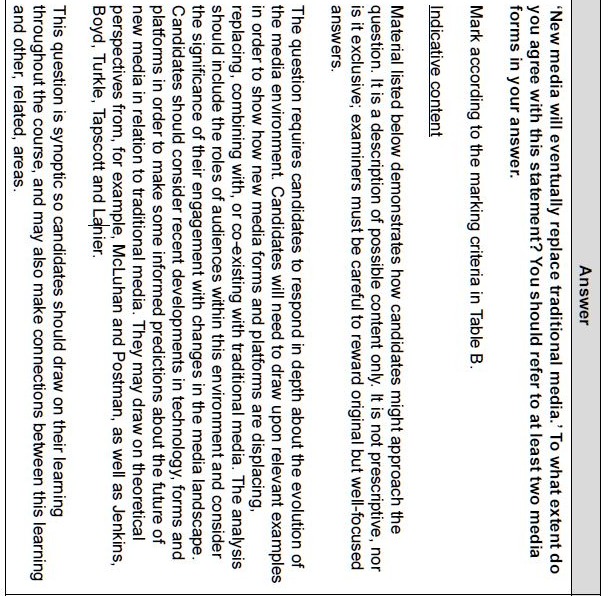 Answer
'New media will eventually replace traditional media.' To what extent do
you agree with this statement? You should refer to at least two media
forms in your answer.
Mark according to the marking criteria in Table B.
Indicative content
Material listed below demonstrates how candidates might approach the
question. It is a description of possible content only. It is not prescriptive, nor
is it exclusive; examiners must be careful to reward original but well-focused
answers.
The question requires candidates to respond in depth about the evolution of
the media environment. Candidates will need to draw upon relevant examples
in order to show how new media forms and platforms are displacing,
replacing, combining with, or co-existing with traditional media. The analysis
should include the roles of audiences within this environment and consider
the significance of their engagement with changes in the media landscape.
Candidates should consider recent developments in technology, forms and
platforms in order to make some informed predictions about the future of
new media in relation to traditional media. They may draw on theoretical
perspectives from, for example, McLuhan and Postman, as well as Jenkins,
Boyd, Turkle, Tapscott and Lanier.
This question is synoptic so candidates should draw on their learning
throughout the course, and may also make connections between this learning
and other, related, areas.